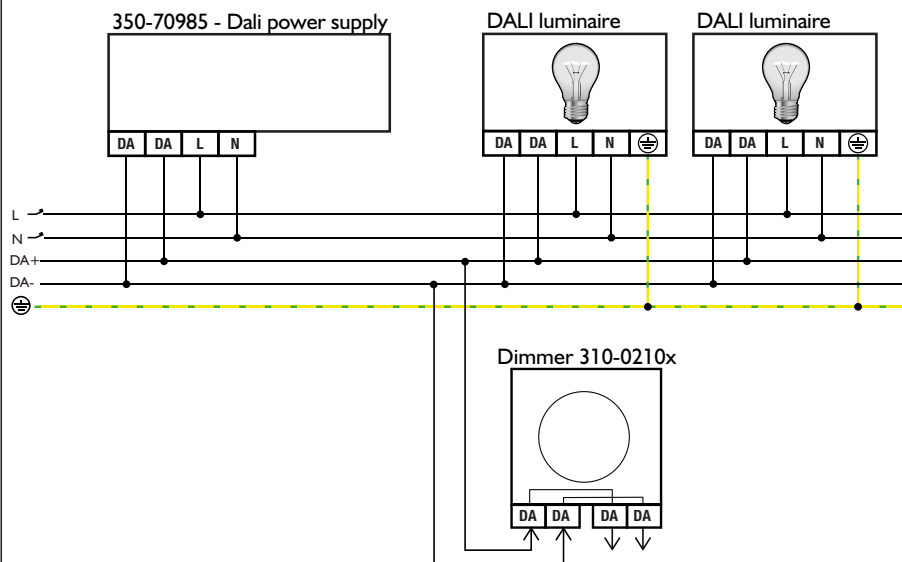 350-70985 - Dali power supply
DALI luminaire
DALI luminaire
DA DA L N
DA DA L N
DA DA L N
L
N
DA+
DA-
Dimmer 310-0210x
DA DA DA DA